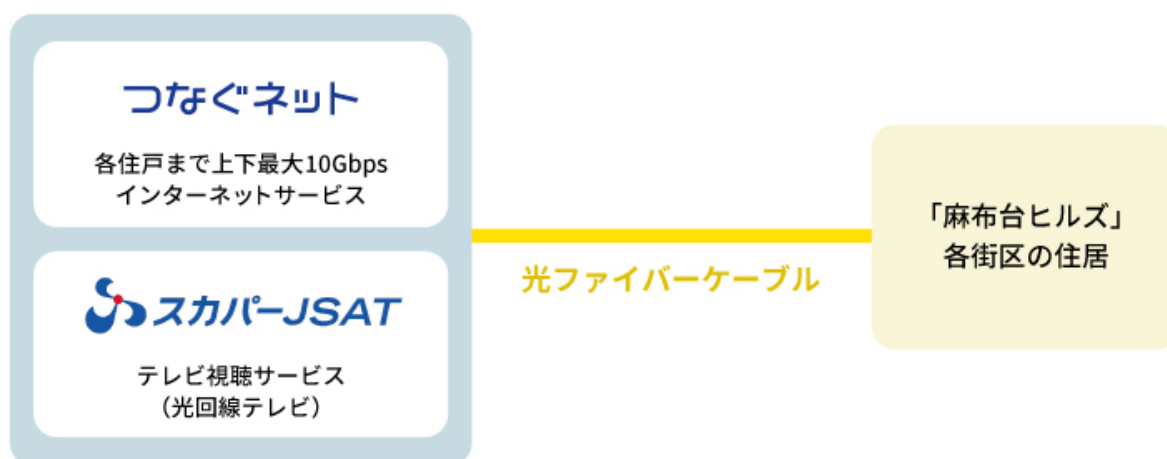 つなぐネット
各住戸まで上下最大10Gbps
インターネットサービス
スカパーJSAT
テレビ視聴サービス
（光回線テレビ）
光ファイバーケーブル
「麻布台ヒルズ」
各街区の住居